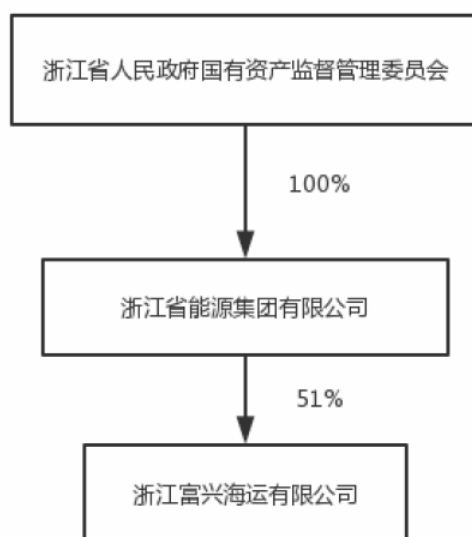 浙江省人民政府国有资产监督管理委员会
100%
浙江省能源集团有限公司
51%
浙江富兴海运有限公司